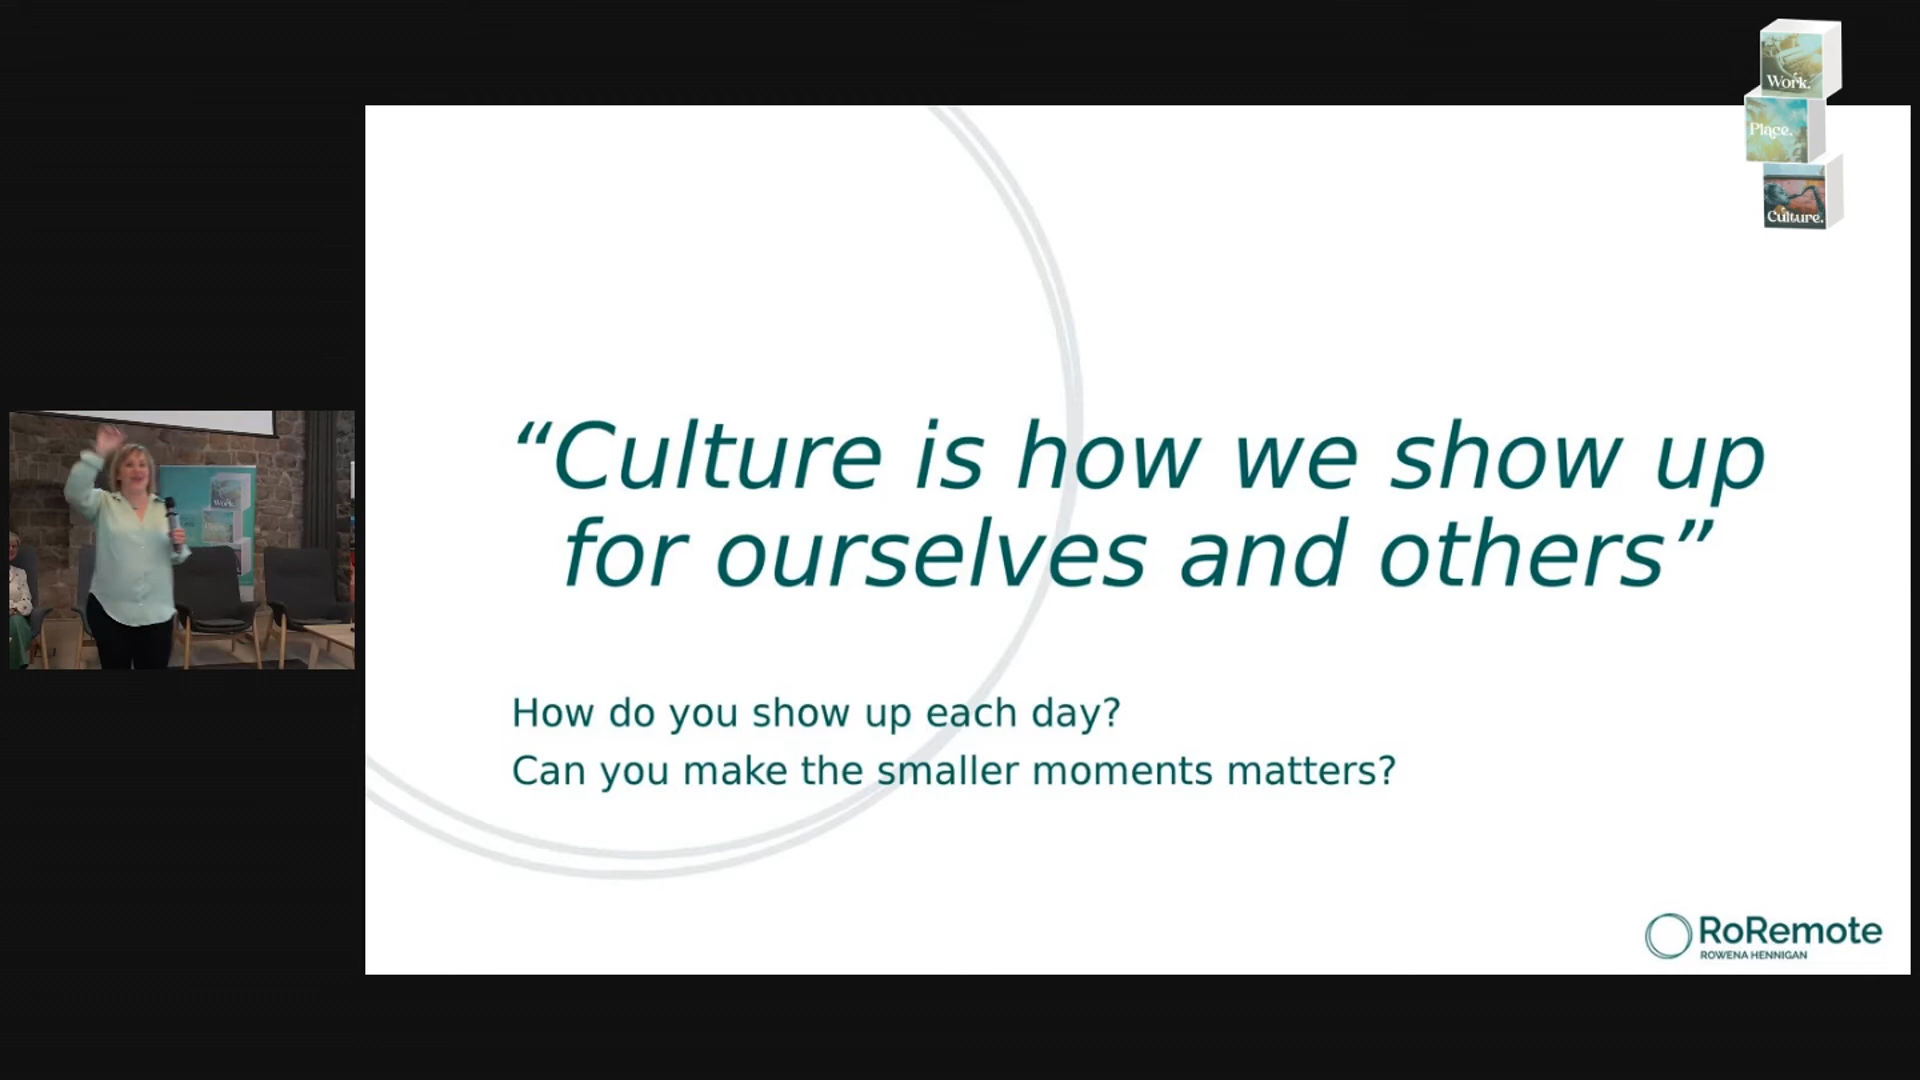 Work.
Place.
Culture.
“Culture is how we show up
for ourselves and others”
How do you show up each day?
Can you make the smaller moments matters?
RoRemote
ROWENA HENNIGAN
Work.